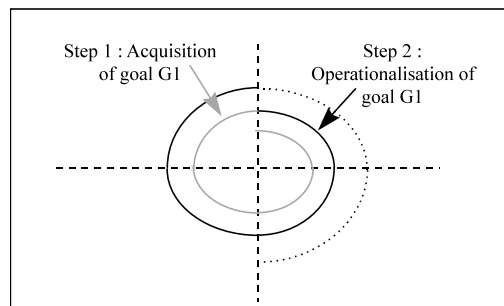 Step 1 : Acquisition
of goal G1
Step 2 :
Operationalisation of
goal G1